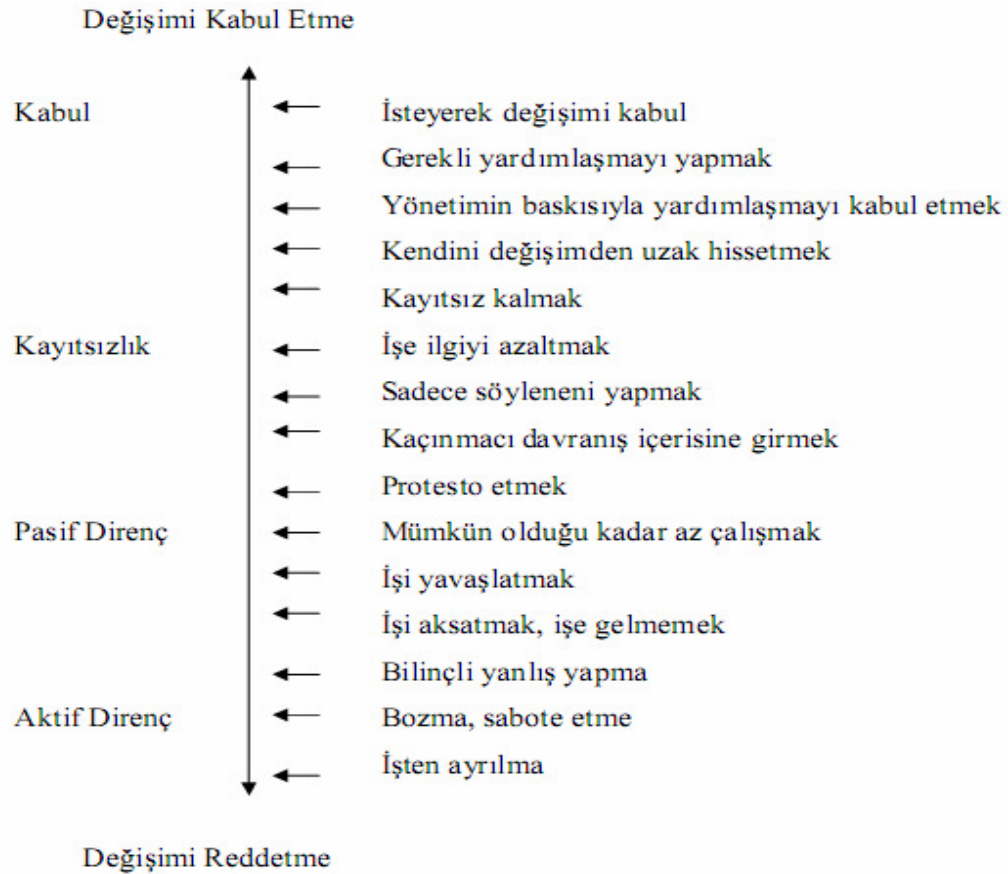 Değişimi Kabul Etme
Kabul
İsteyerek değişimi kabul
Gerekli yardımlaşmayı yapmak
Yönetimin baskısıyla yardımlaşmayı kabul etmek
Kendini değişimden uzak hissetmek
Kayıtsız kalmak
Kayıtsızlık
İşe ilgiyi azaltmak
Sadece söyleneni yapmak
Kaçınmacı davranış içerisine girmek
Protesto etmek
Pasif Direnç
Mümkün olduğu kadar az çalışmak
İşi yavaşlatmak
İşi aksatmak, işe gelmemek
Bilinçli yanlış yapma
Aktif Direnç
Bozma, sabote etme
İşten ayrılma
Değişimi Reddetme